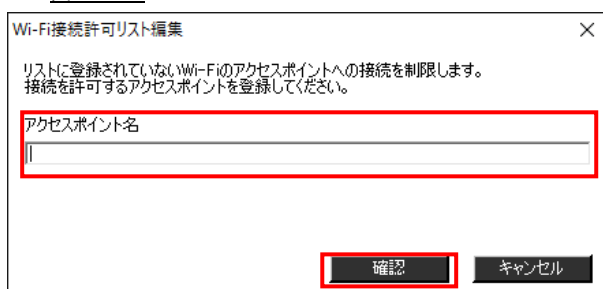 Wi-Fi接続許可リスト編集
リストに登録されていないWi-Fiのアクセスポイントへの接続を制限します。
接続を許可するアクセスポイントを登録してください。
アクセスポイント名
確認
キャンセル